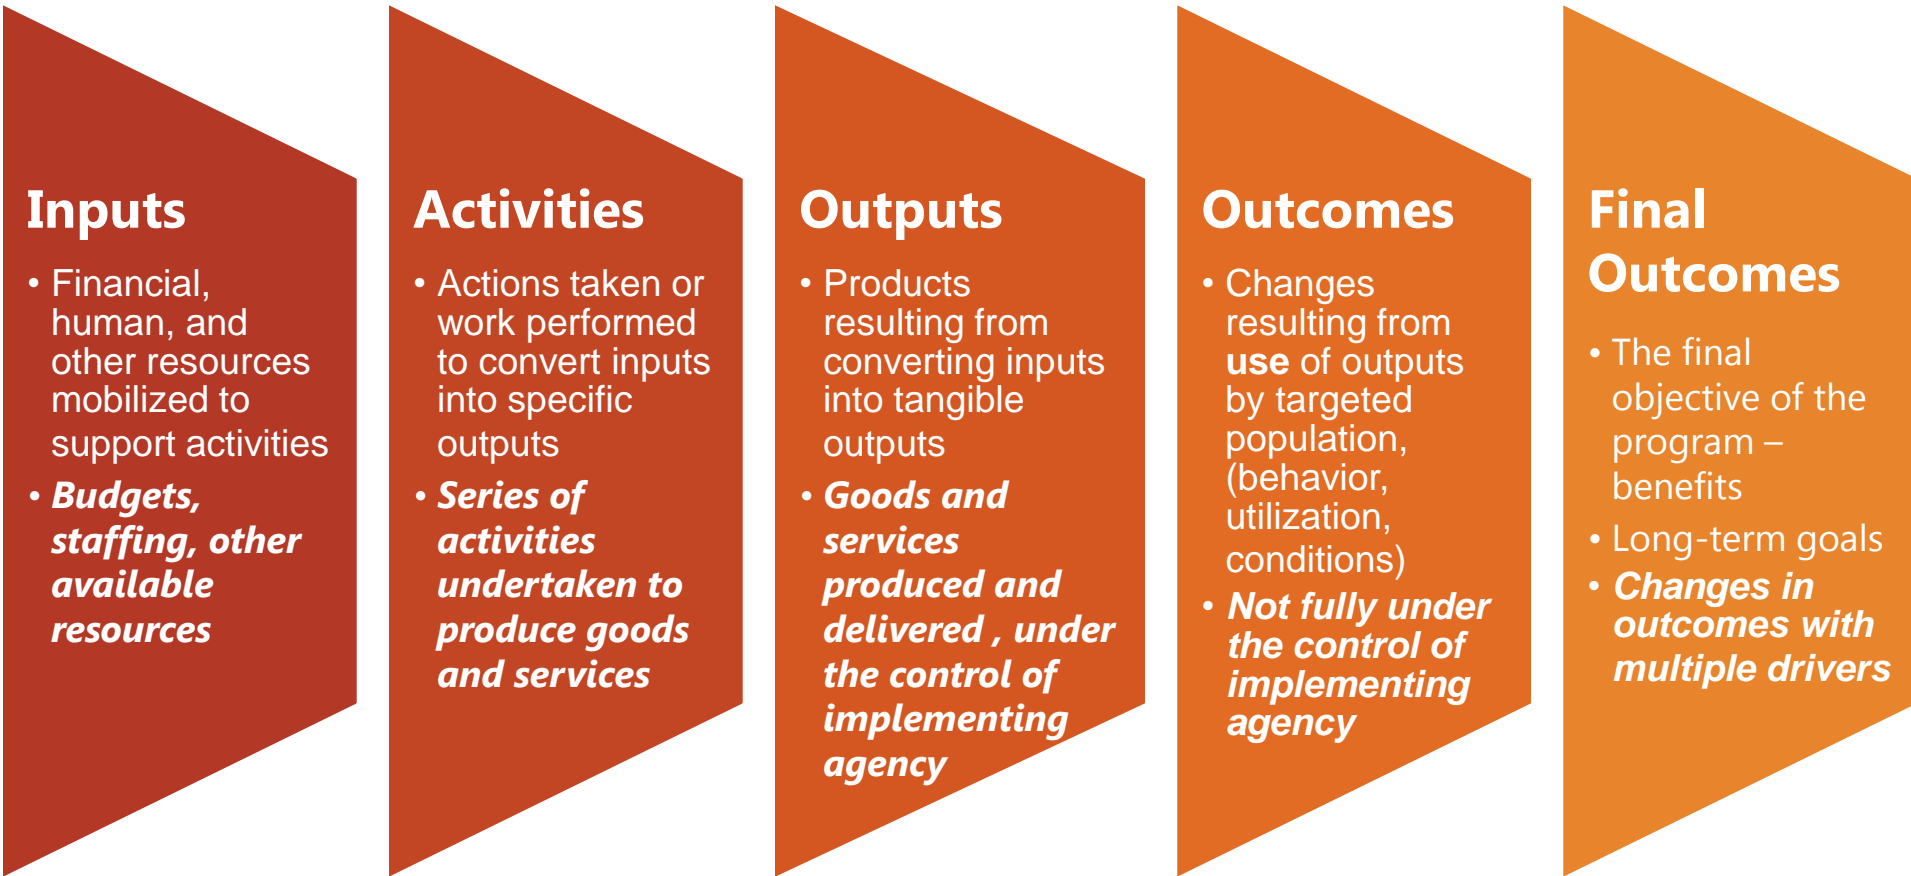 Inputs
• Financial,
human, and
other resources
mobilized to
support activities
• Budgets,
staffing, other
available
resources
Activities
• Actions taken or
work performed
to convert inputs
into specific
outputs
• Series of
activities
undertaken to
produce goods
and services
Outputs
• Products
resulting from
converting inputs
into tangible
outputs
• Goods and
services
produced and
delivered , under
the control of
implementing
agency
Outcomes
• Changes
resulting from
use of outputs
by targeted
population,
(behavior,
utilization,
conditions)
• Not fully under
the control of
implementing
agency
Final
Outcomes
• The final
objective of the
program –
benefits
• Long-term goals
• Changes in
outcomes with
multiple drivers